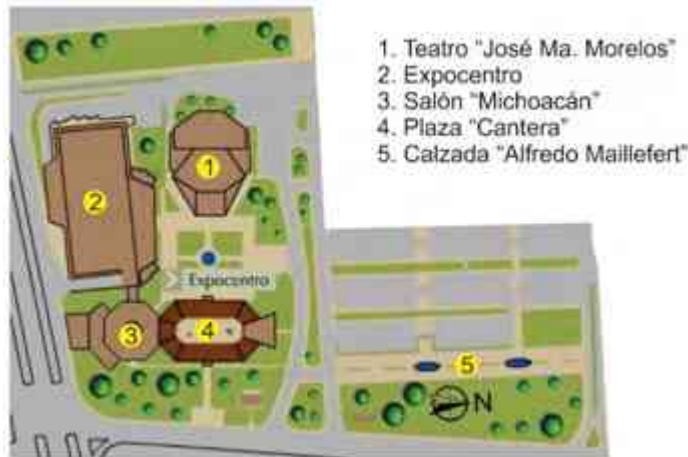 1. Teatro "José Ma. Morelos"
2. Expocentro
3. Salón "Michoacán"
4. Plaza "Cantera"
5. Calzada "Alfredo Maillefert"
1
2
Expocentro
3
4
5
N